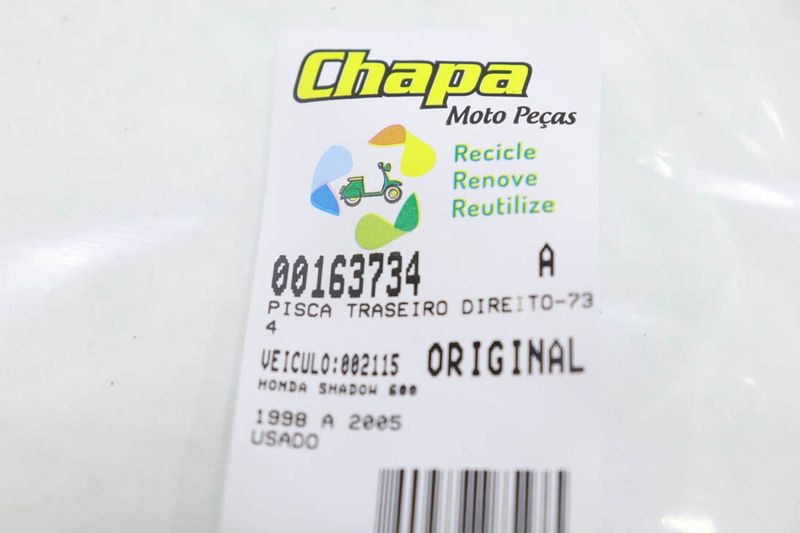 Chapa
Moto Peças
Recicle
Renove
Reutilize
00163734 A
PISCA TRASEIRO DIREITO-73
4
VEICULO:002115 ORIGINAL
HONDA SHADOW 600
1998 A 2005
USADO